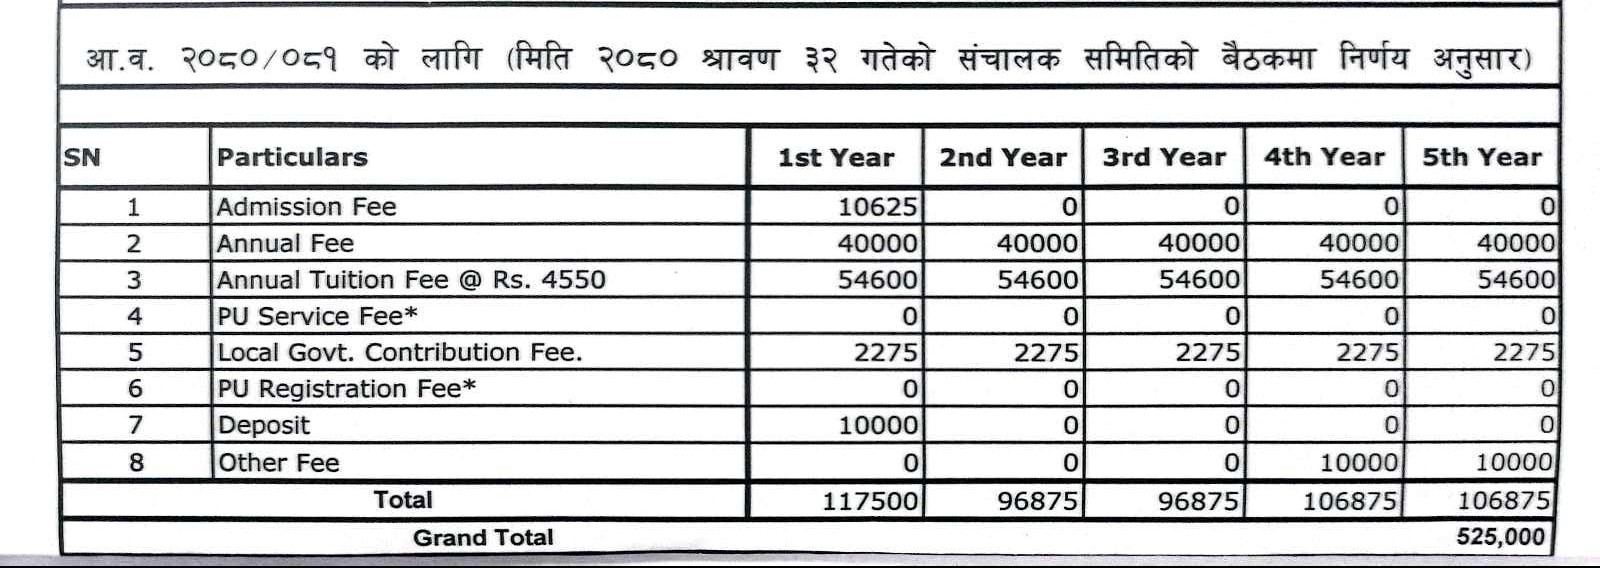 आ.व. २०८०/०८१ को लागि (मिति २०८० श्रावण ३२ गतेको संचालक समितिको बैठकमा निर्णय अनुसार)
SN Particulars 1st Year 2nd Year 3rd Year 4th Year 5th Year
1 Admission Fee 10625 0 0 0 0
2 Annual Fee 40000 40000 40000 40000 40000
3 Annual Tuition Fee @ Rs. 4550 54600 54600 54600 54600 54600
4 PU Service Fee* 0 0 0 0 0
5 Local Govt. Contribution Fee. 2275 2275 2275 2275 2275
6 PU Registration Fee* 0 0 0 0 0
7 Deposit 10000 0 0 0 0
8 Other Fee 0 0 0 10000 10000
Total 117500 96875 96875 106875 106875
Grand Total 525,000